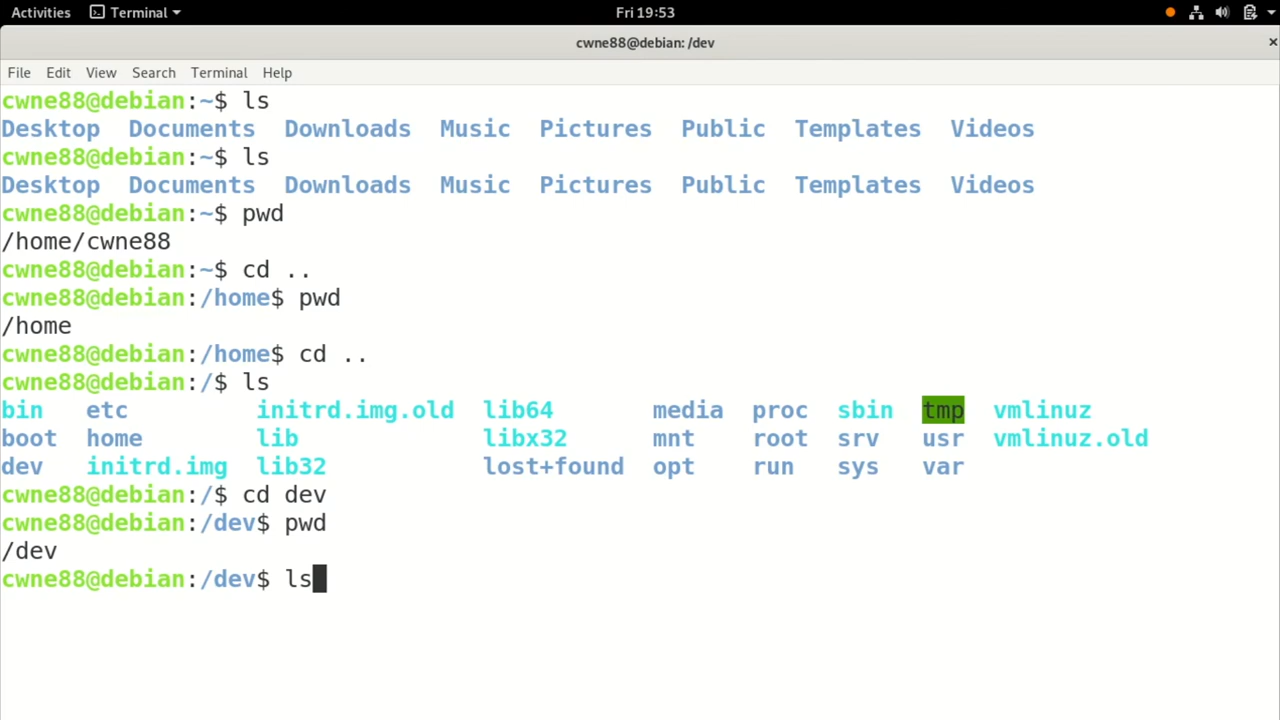 Activities Terminal Fri 19:53
cwne88@debian: /dev ×
File Edit View Search Terminal Help
cwne88@debian:~$ ls
Desktop Documents Downloads Music Pictures Public Templates Videos
cwne88@debian:~$ ls
Desktop Documents Downloads Music Pictures Public Templates Videos
cwne88@debian:~$ pwd
/home/cwne88
cwne88@debian:~$ cd ..
cwne88@debian:/home$ pwd
/home
cwne88@debian:/home$ cd ..
cwne88@debian:/$ ls
bin etc initrd.img.old lib64 media proc sbin tmp vmlinuz
boot home lib libx32 mnt root srv usr vmlinuz.old
dev initrd.img lib32 lost+found opt run sys var
cwne88@debian:/$ cd dev
cwne88@debian:/dev$ pwd
/dev
cwne88@debian:/dev$ ls